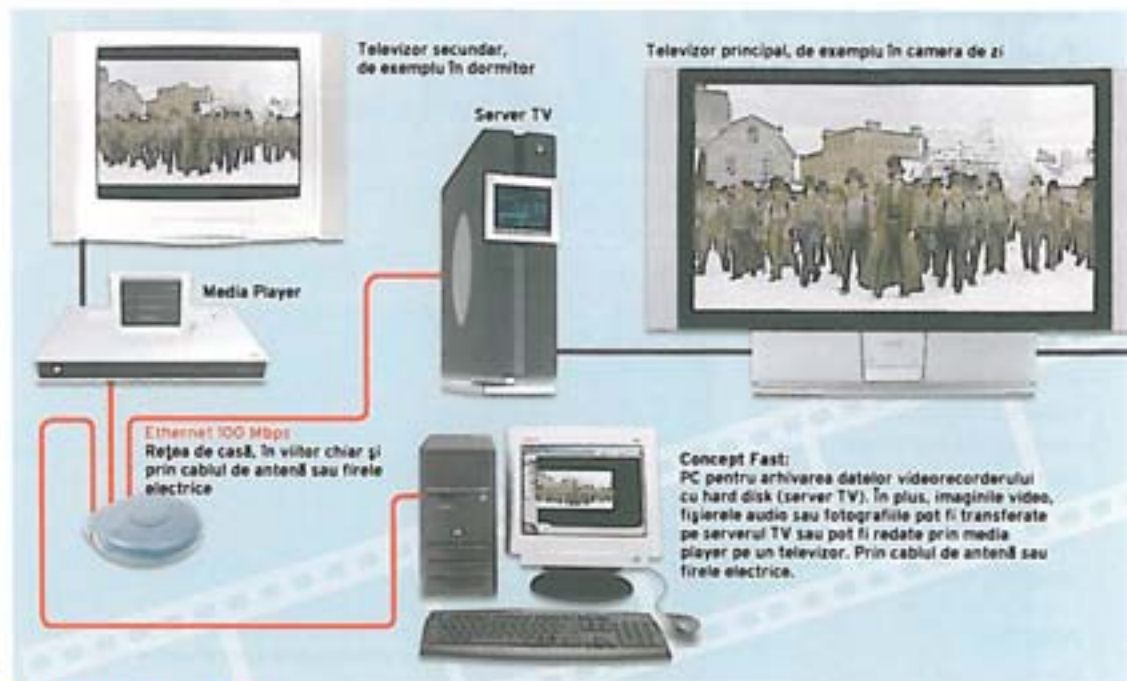 Televizor secundar,
de exemplu în dormitor
Televizor principal, de exemplu în camera de zi
Server TV
Media Player
Ethernet 100 Mbps
Reţea de casă, în viitor chiar şi
prin cablul de antenă sau firele
electrice
Concept Fast:
PC pentru arhivarea datelor videorecorderului
cu hard disk (server TV). În plus, imaginile video,
fişierele audio sau fotografiile pot fi transferate
pe serverul TV sau pot fi redate prin media
player pe un televizor. Prin cablul de antenă sau
firele electrice.